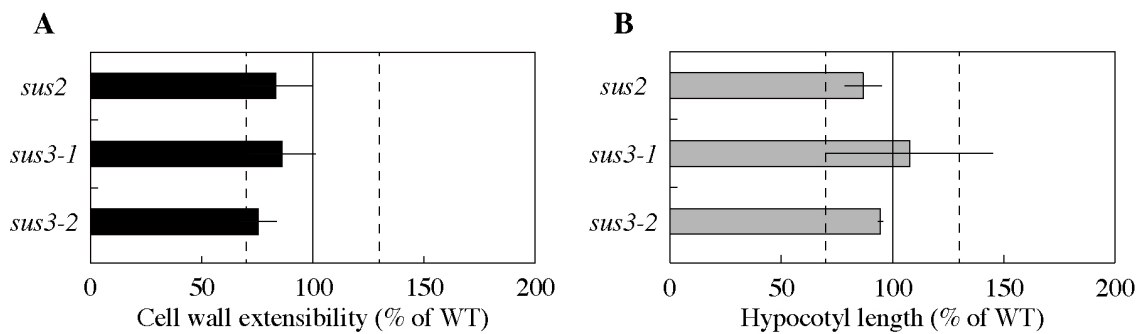 A
sus2
sus3-1
sus3-2
0 50 100 150 200
Cell wall extensibility (% of WT)
B
sus2
sus3-1
sus3-2
0 50 100 150 200
Hypocotyl length (% of WT)